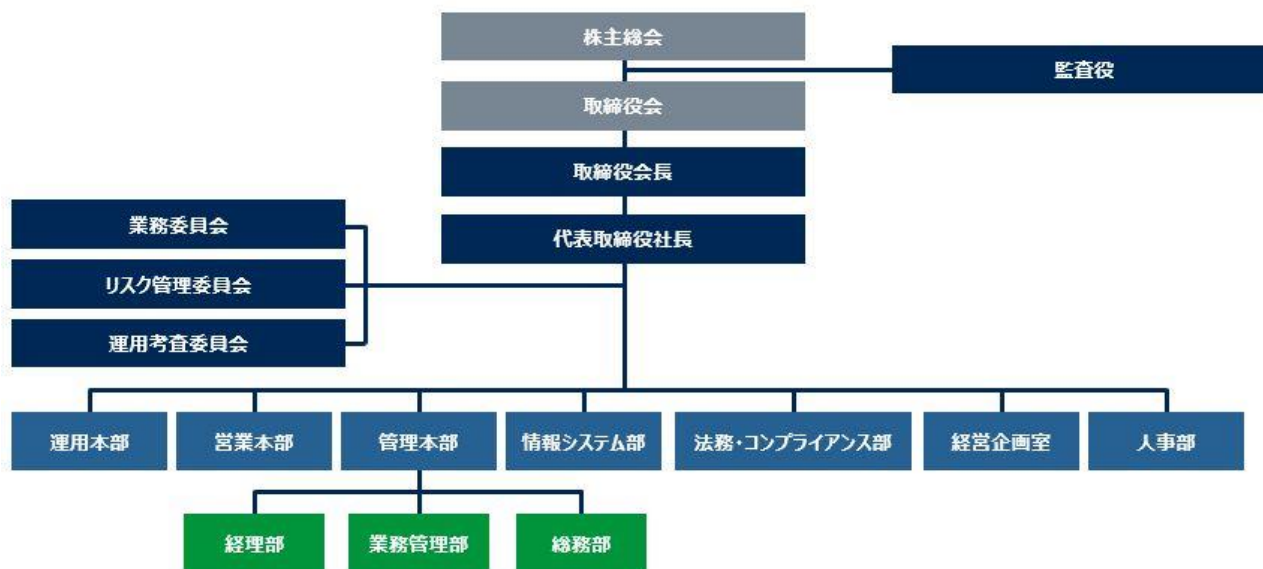 株主総会
監査役
取締役会
取締役会長
代表取締役社長
業務委員会
リスク管理委員会
運用考査委員会
運用本部
営業本部
管理本部
情報システム部
法務・コンプライアンス部
経営企画室
人事部
経理部
業務管理部
総務部